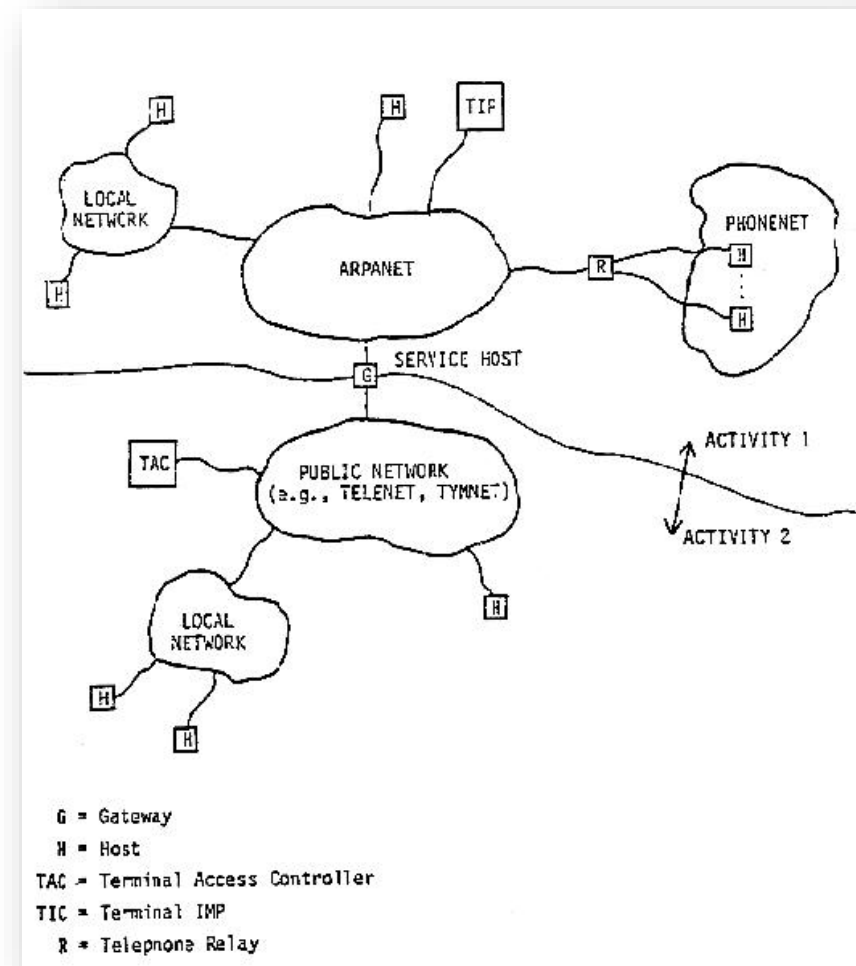 H
H
TIP
LOCAL
NETWORK
PHONENET
H
ARPANET
R
H
H
SERVICE HOST
G
ACTIVITY 1
TAC
PUBLIC NETWORK
(e.g., TELENET, TYMNET)
ACTIVITY 2
H
LOCAL
NETWORK
H
H
G = Gateway
H = Host
TAC = Terminal Access Controller
TIC = Terminal IMP
R = Telephone Relay